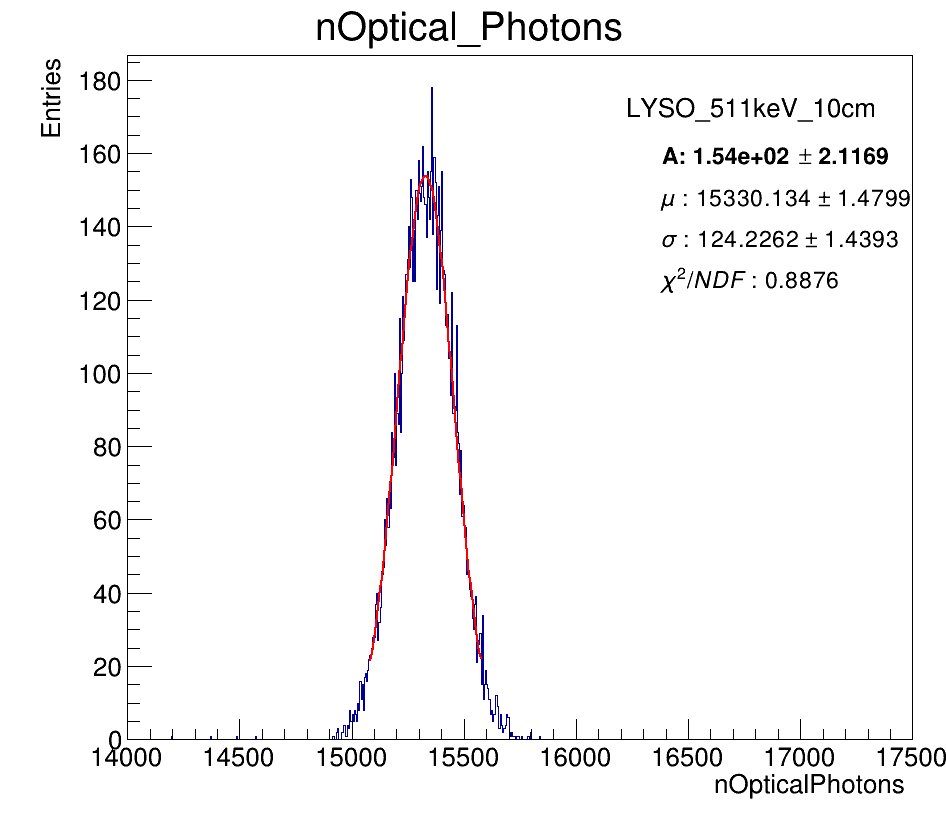 nOptical_Photons
Entries
180
160
140
120
100
80
60
40
20
0
LYSO_511keV_10cm
A: 1.54e+02 ± 2.1169
μ : 15330.134 ± 1.4799
σ : 124.2262 ± 1.4393
χ²/NDF : 0.8876
14000 14500 15000 15500 16000 16500 17000 17500
nOpticalPhotons